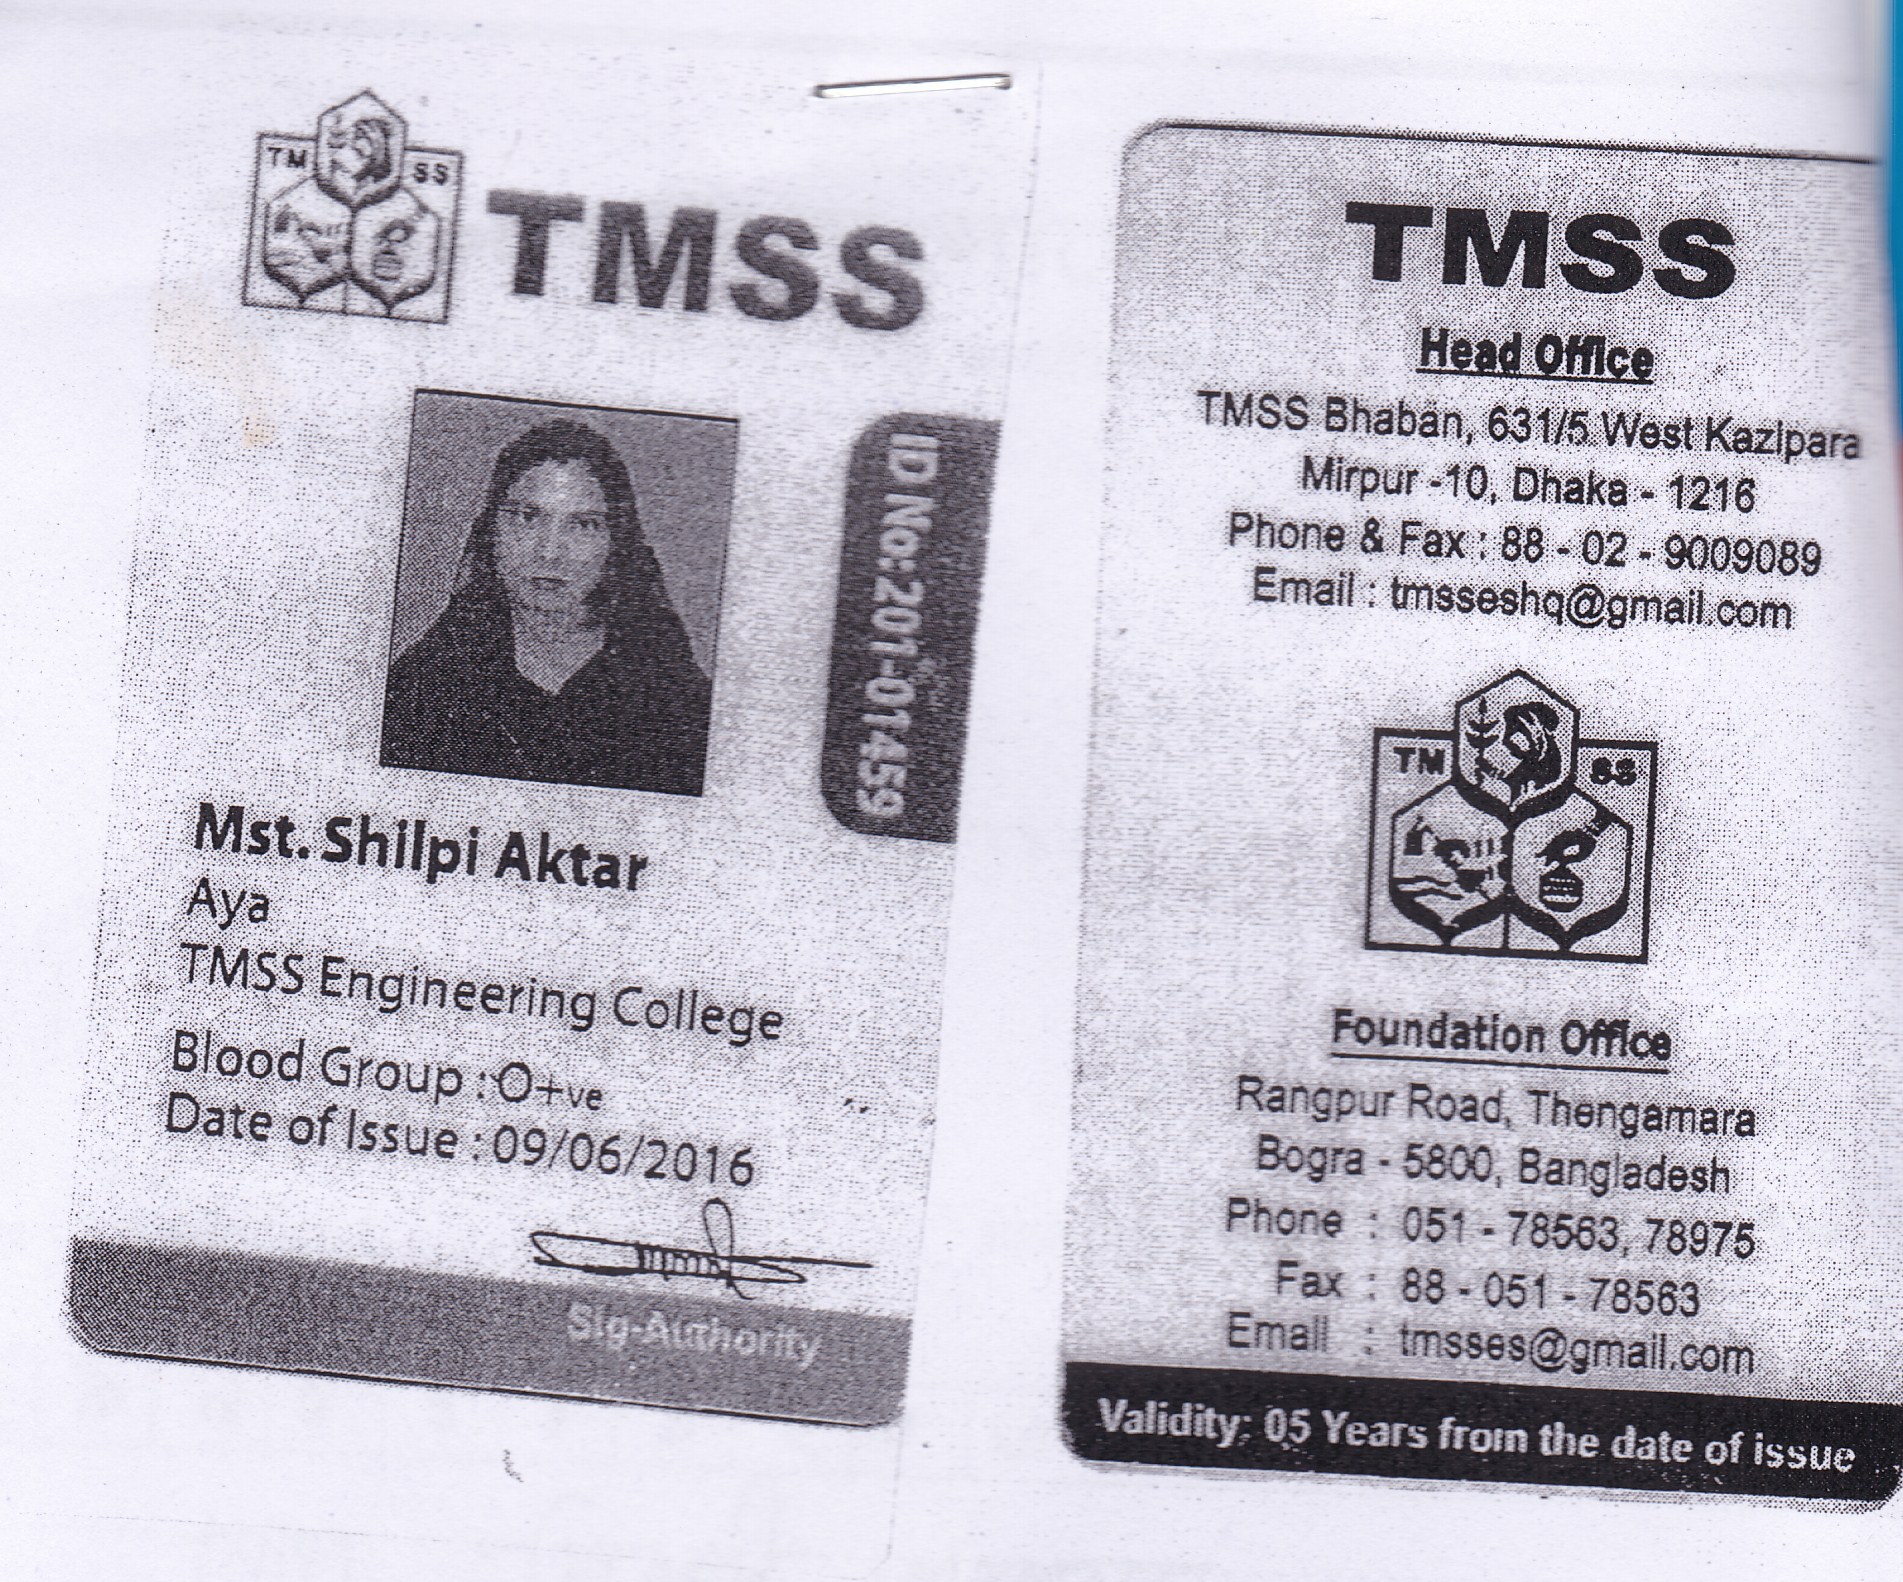 TM SS
TMSS
ID No:201-01459
Mst. Shilpi Aktar
Aya
TMSS Engineering College
Blood Group : O+ve
Date of Issue : 09/06/2016
Sig-Authority
TMSS
Head Office
TMSS Bhaban, 631/5 West Kazipara
Mirpur -10, Dhaka - 1216
Phone & Fax : 88 - 02 - 9009089
Email : tmsseshq@gmail.com
TM SS
Foundation Office
Rangpur Road, Thengamara
Bogra - 5800, Bangladesh
Phone : 051 - 78563, 78975
Fax : 88 - 051 - 78563
Email : tmsses@gmail.com
Validity: 05 Years from the date of issue